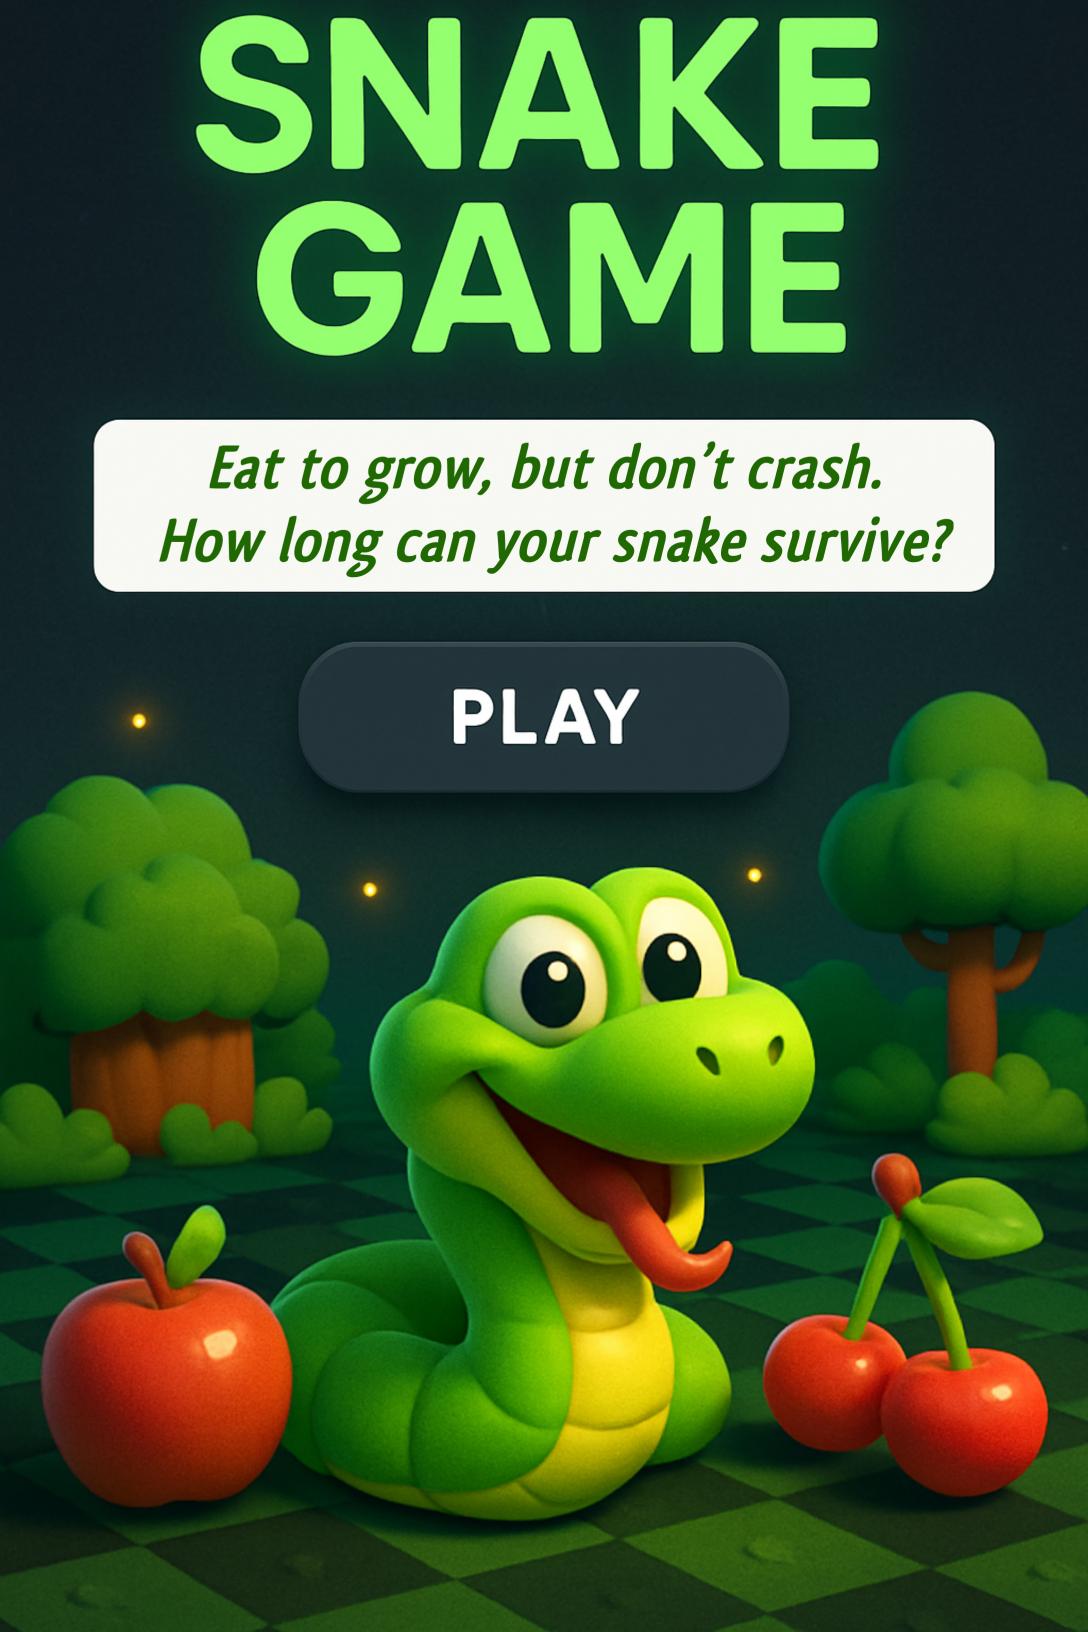 SNAKE
GAME
Eat to grow, but don’t crash.
How long can your snake survive?
PLAY